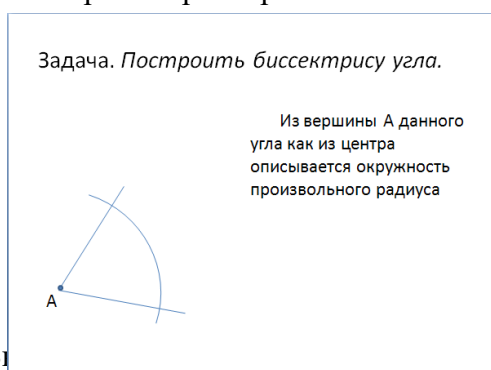 Задача. Построить биссектрису угла.
Из вершины А данного
угла как из центра
описывается окружность
произвольного радиуса
А